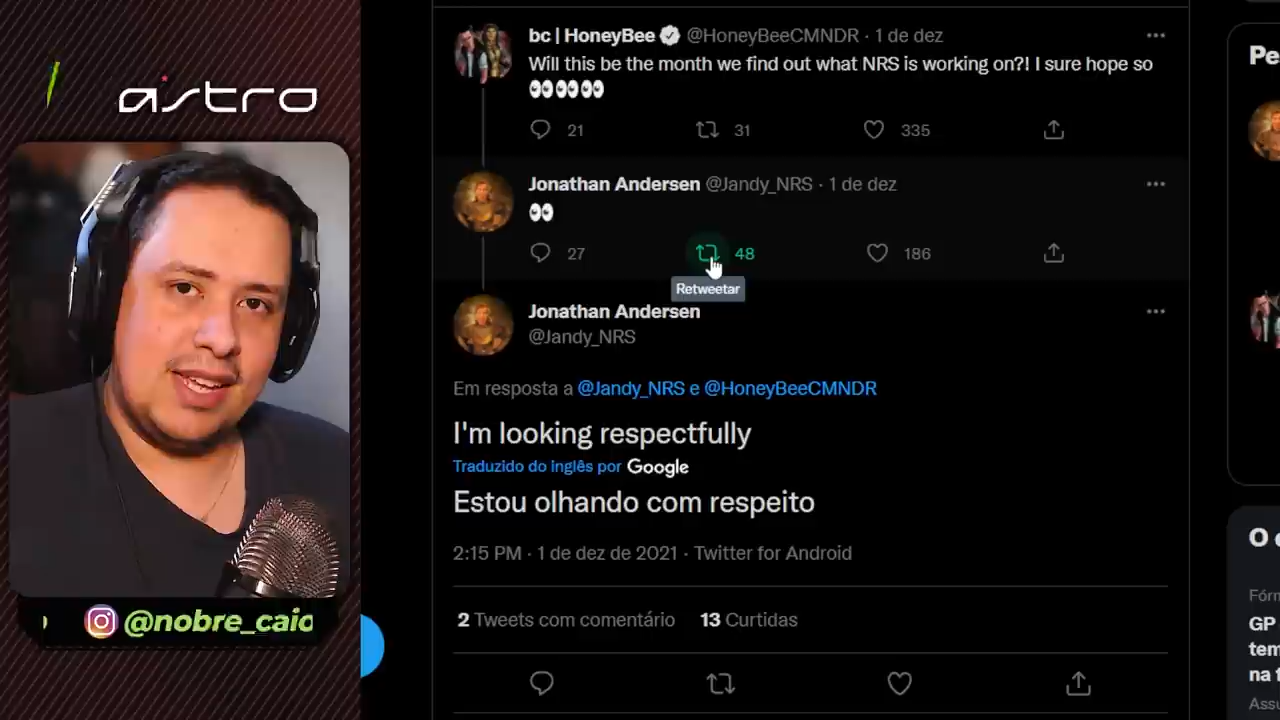 astro
@nobre_caio
bc | HoneyBee @HoneyBeeCMNDR · 1 de dez
Will this be the month we find out what NRS is working on?! I sure hope so
👀👀👀
21 31 335
Jonathan Andersen @Jandy_NRS · 1 de dez
👀
27 48 186
Retweetar
Jonathan Andersen
@Jandy_NRS
Em resposta a @Jandy_NRS e @HoneyBeeCMNDR
I'm looking respectfully
Traduzido do inglês por Google
Estou olhando com respeito
2:15 PM · 1 de dez de 2021 · Twitter for Android
2 Tweets com comentário 13 Curtidas
Pe
O
Fórm
GP
tem
na
Assu